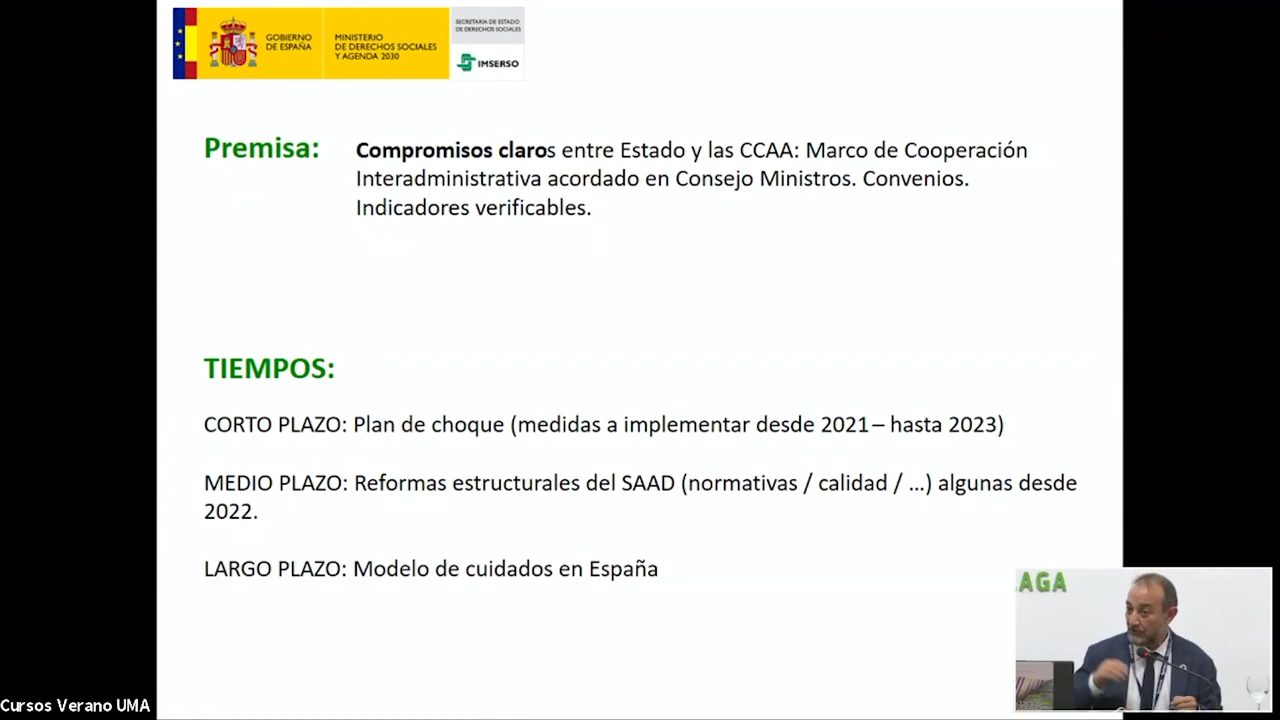 GOBIERNO
DE ESPAÑA
MINISTERIO
DE DERECHOS SOCIALES
Y AGENDA 2030
SECRETARÍA DE ESTADO
DE DERECHOS SOCIALES
IMSERSO
Premisa: Compromisos claros entre Estado y las CCAA: Marco de Cooperación
Interadministrativa acordado en Consejo Ministros. Convenios.
Indicadores verificables.
TIEMPOS:
CORTO PLAZO: Plan de choque (medidas a implementar desde 2021 – hasta 2023)
MEDIO PLAZO: Reformas estructurales del SAAD (normativas / calidad / …) algunas desde
2022.
LARGO PLAZO: Modelo de cuidados en España
AGA
Cursos Verano UMA